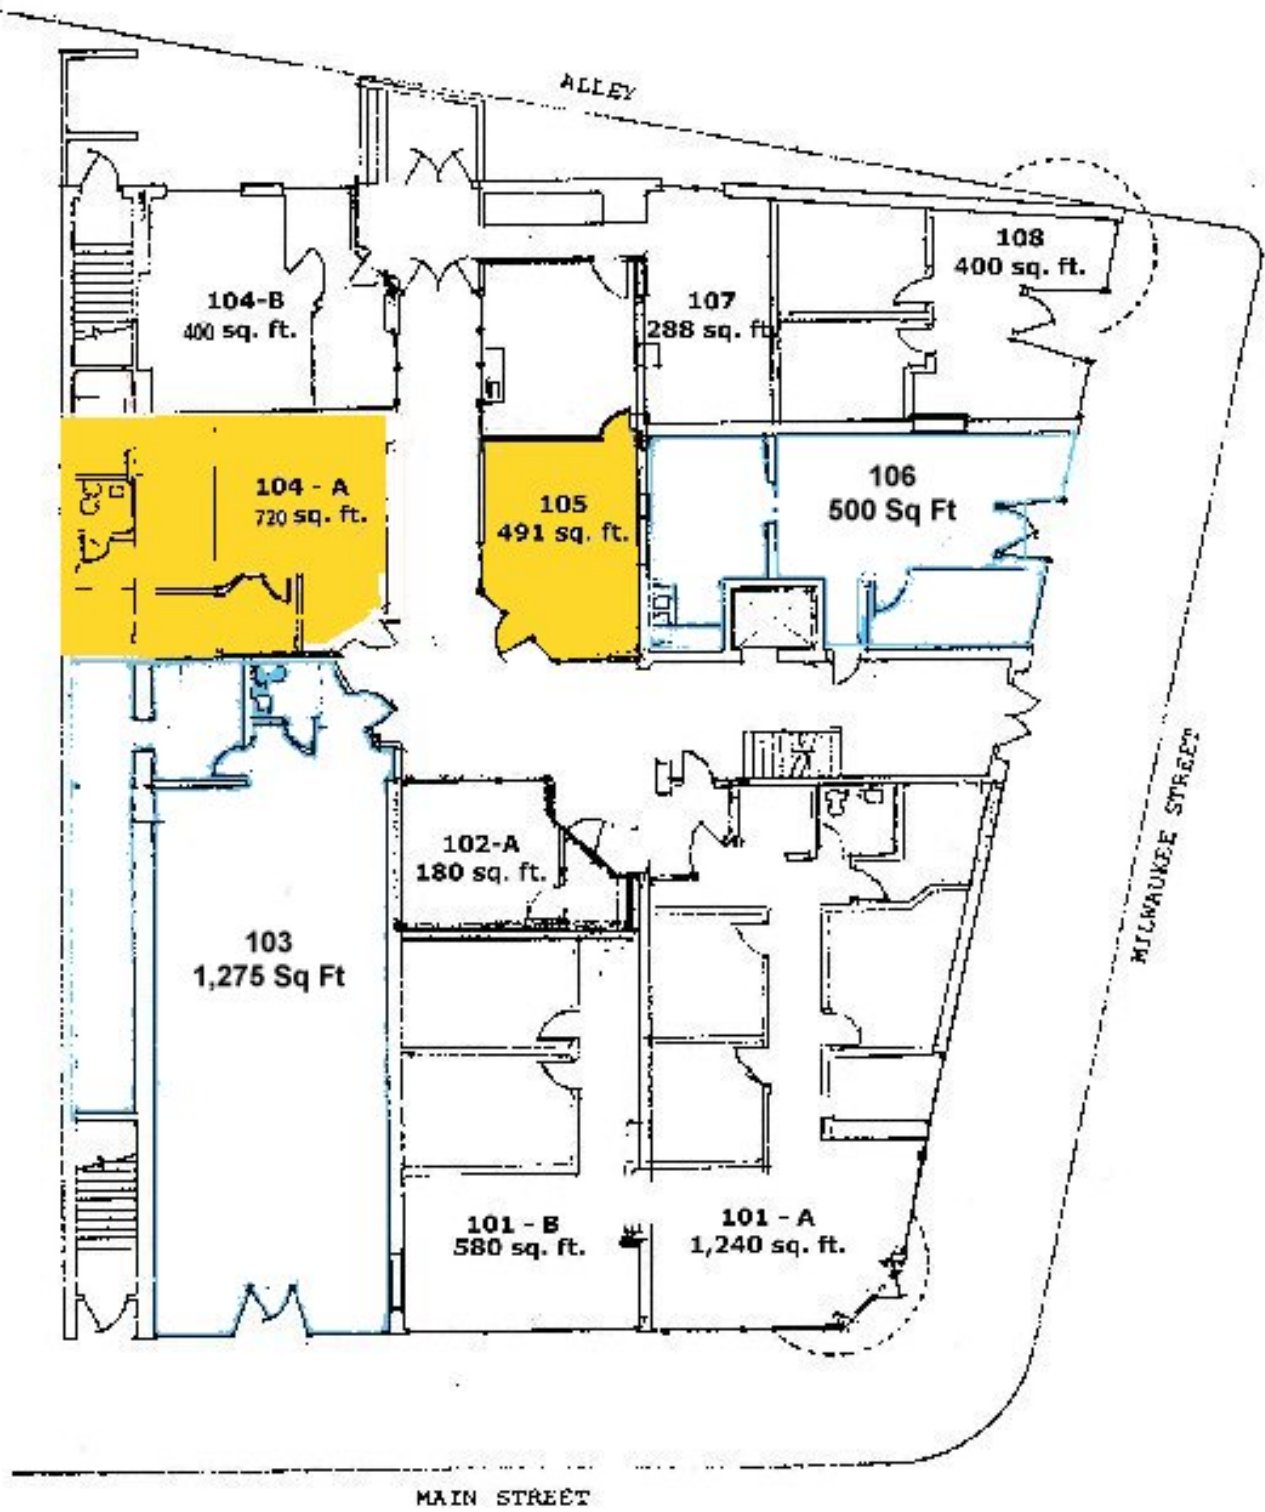 ALLEY
108
400 sq. ft.
104-B
400 sq. ft.
107
288 sq. ft.
106
500 Sq Ft
104 - A
720 sq. ft.
105
491 sq. ft.
MILWAUKEE STREET
102-A
180 sq. ft.
103
1,275 Sq Ft
101 - B
580 sq. ft.
101 - A
1,240 sq. ft.
MAIN STREET